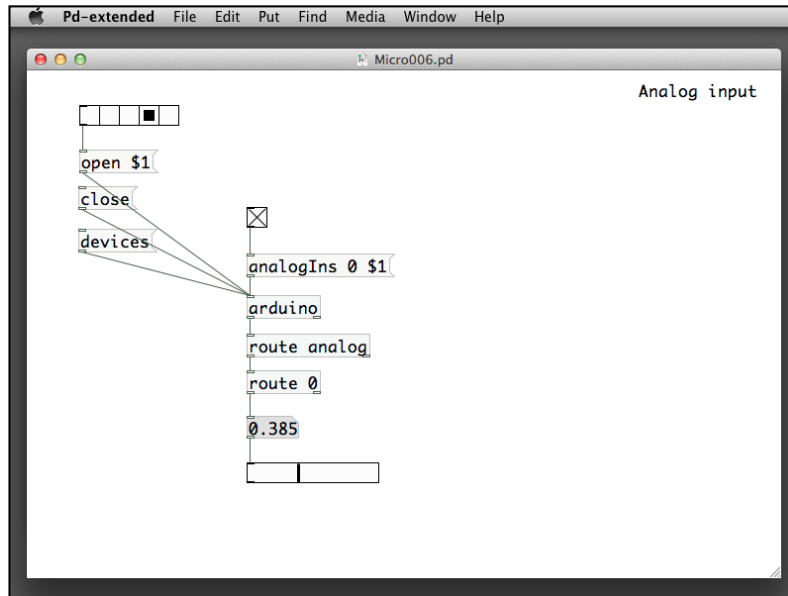 Pd-extended File Edit Put Find Media Window Help
Micro006.pd
Analog input
open $1
close
devices
analogIns 0 $1
arduino
route analog
route 0
0.385